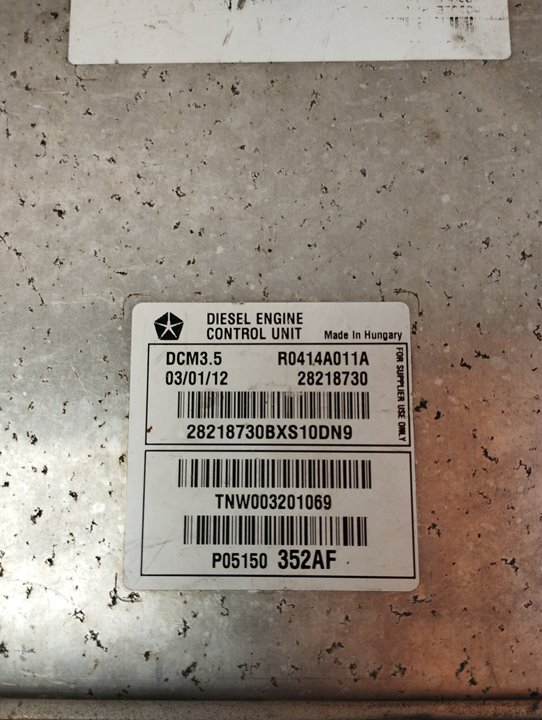 DIESEL ENGINE
CONTROL UNIT
Made In Hungary
DCM3.5 R0414A011A
03/01/12 28218730
28218730BXS10DN9
FOR SUPPLIER USE ONLY
TNW003201069
P05150 352AF